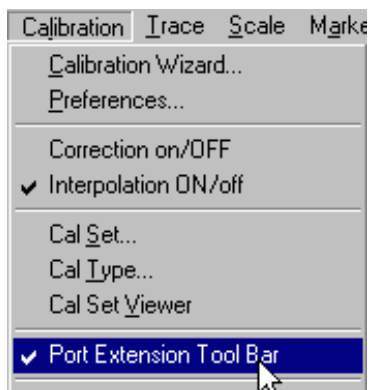 Calibration Trace Scale
Calibration Wizard...
Preferences...
Correction on/OFF
Interpolation ON/off
Cal Set...
Cal Type...
Cal Set Viewer
Port Extension Tool Bar